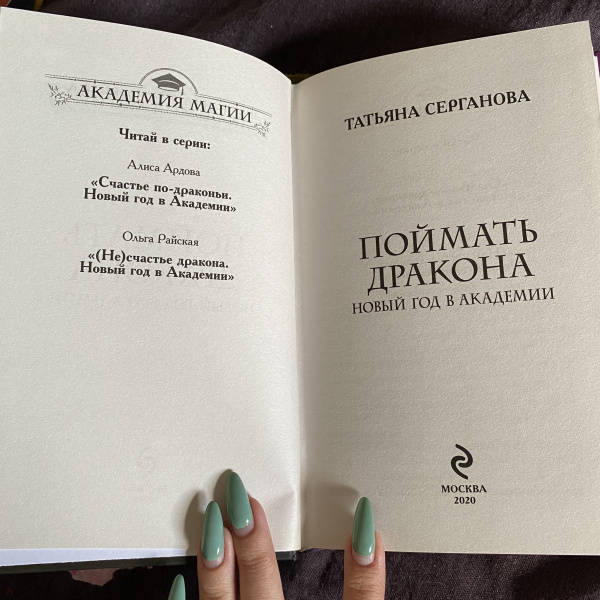 АКАДЕМИЯ МАГИИ
Читай в серии:
Алиса Ардова
«Счастье по-драконьи.
Новый год в Академии»
Ольга Райская
«(Не)счастье дракона.
Новый год в Академии»
ТАТЬЯНА СЕРГАНОВА
ПОЙМАТЬ
ДРАКОНА
НОВЫЙ ГОД В АКАДЕМИИ
МОСКВА
2020